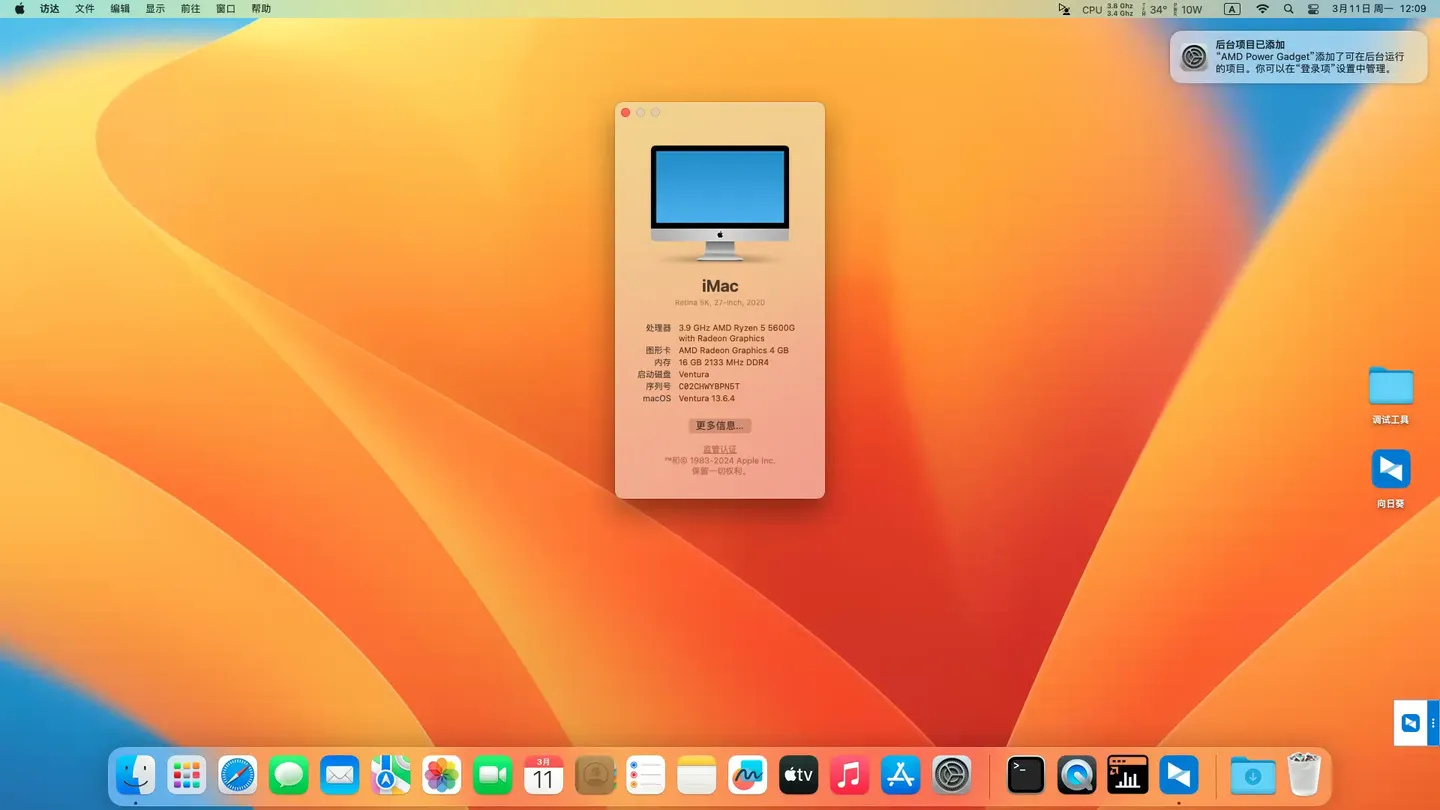 访达 文件 编辑 显示 前往 窗口 帮助
CPU 3.8 Ghz 3.4 Ghz 34° 10W A 3月11日 周一 12:09
后台项目已添加
“AMD Power Gadget”添加了可在后台运行
的项目。你可以在“登录项”设置中管理。
iMac
Retina 5K, 27-inch, 2020
处理器 3.9 GHz AMD Ryzen 5 5600G
with Radeon Graphics
图形卡 AMD Radeon Graphics 4 GB
内存 16 GB 2133 MHz DDR4
启动磁盘 Ventura
序列号 C02CHWYBPN5T
macOS Ventura 13.6.4
更多信息...
监管认证
™和© 1983-2024 Apple Inc.
保留一切权利。
调试工具
向日葵
3月
11
tv
>_